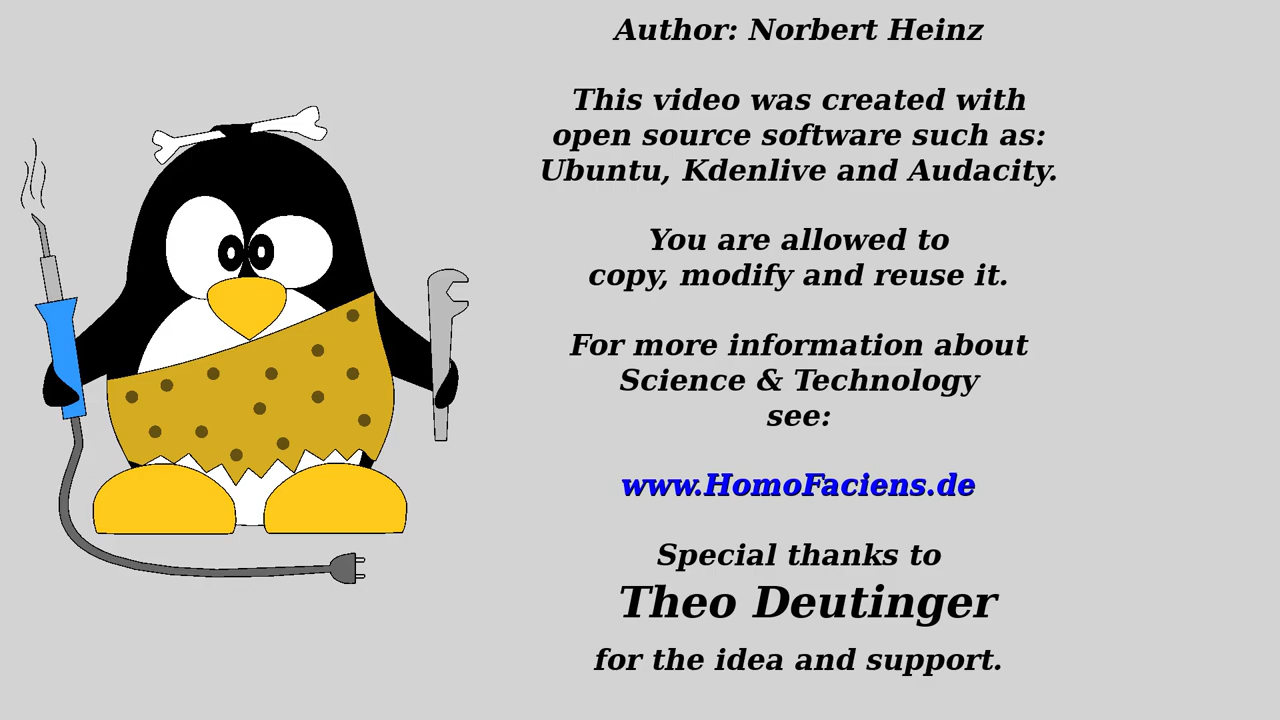 Author: Norbert Heinz
This video was created with
open source software such as:
Ubuntu, Kdenlive and Audacity.
You are allowed to
copy, modify and reuse it.
For more information about
Science & Technology
see:
www.HomoFaciens.de
Special thanks to
Theo Deutinger
for the idea and support.